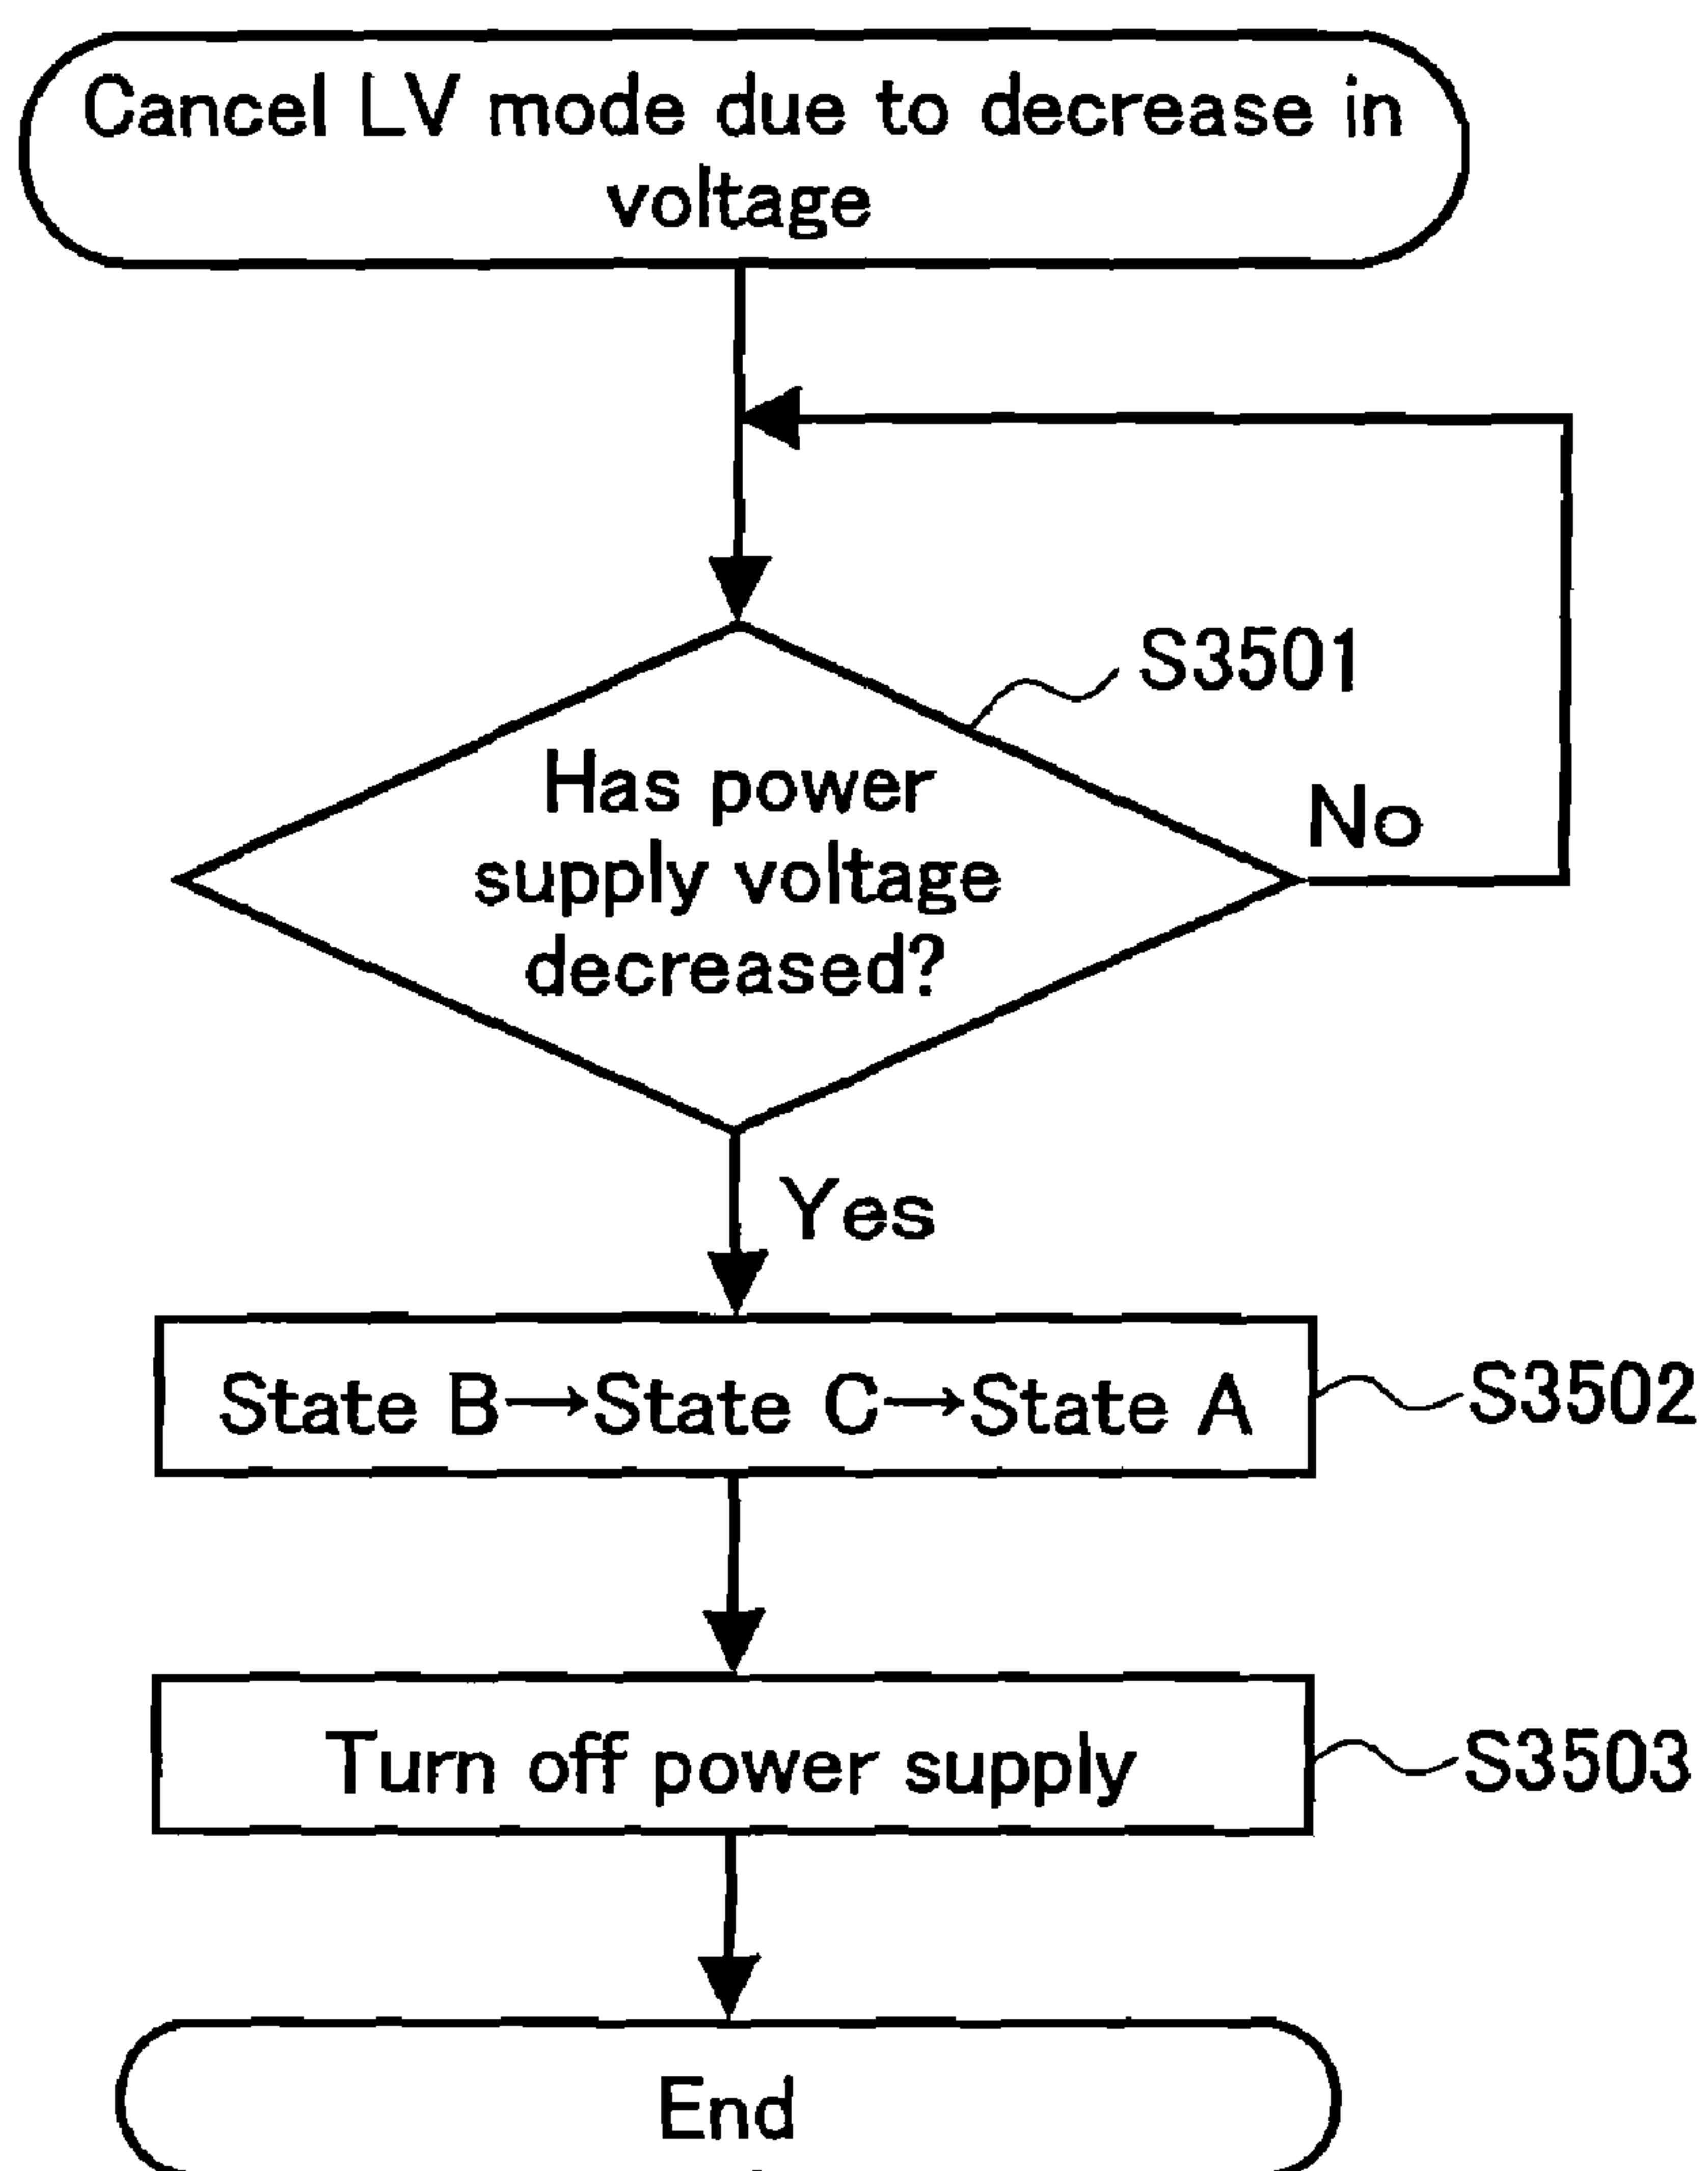 Cancel LV mode due to decrease in
voltage
S3501
Has power
supply voltage
decreased?
No
Yes
State B→State C→State A
S3502
Turn off power supply
S3503
End